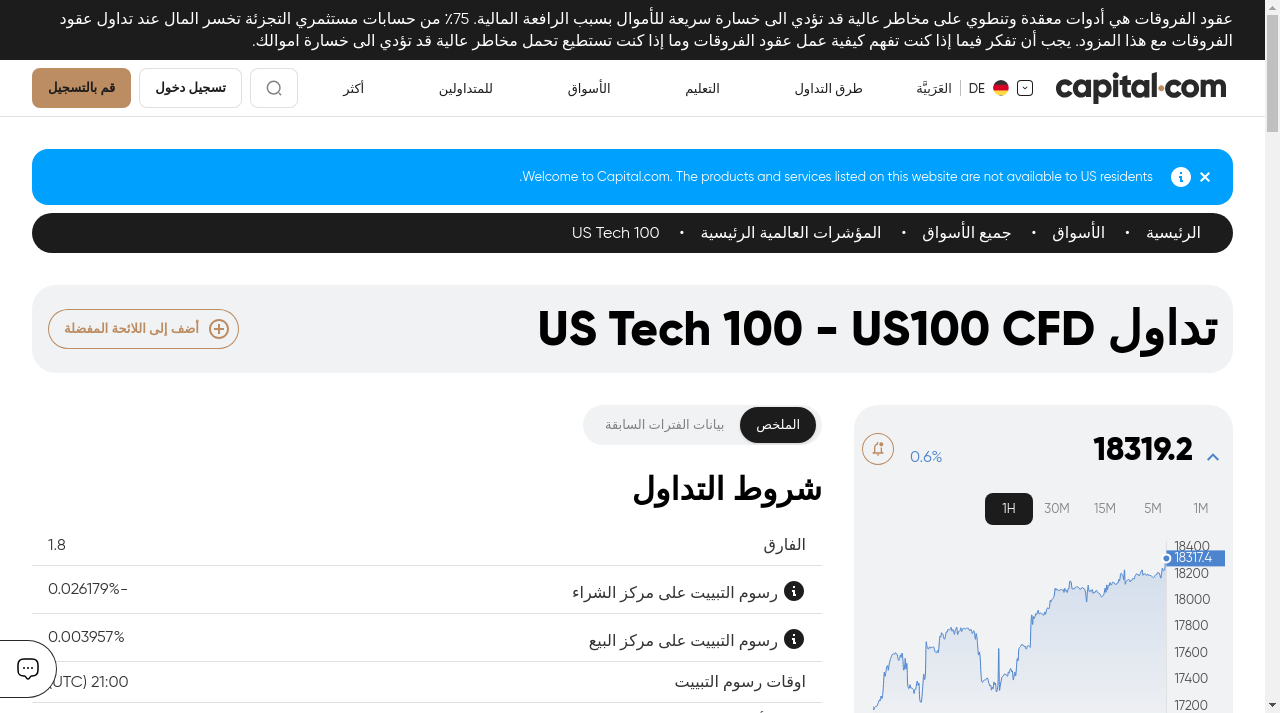 عقود الفروقات هي أدوات معقدة وتنطوي على مخاطر عالية قد تؤدي الى خسارة سريعة للأموال بسبب الرافعة المالية. 75٪ من حسابات مستثمري التجزئة تخسر المال عند تداول عقود
الفروقات مع هذا المزود. يجب أن تفكر فيما إذا كنت تفهم كيفية عمل عقود الفروقات وما إذا كنت تستطيع تحمل مخاطر عالية قد تؤدي الى خسارة اموالك.
capital.com
DE
العَرَبيَّة
طرق التداول
التعليم
الأسواق
للمتداولين
أكثر
تسجيل دخول
قم بالتسجيل
Welcome to Capital.com. The products and services listed on this website are not available to US residents.
الرئيسية • الأسواق • جميع الأسواق • المؤشرات العالمية الرئيسية • US Tech 100
تداول US Tech 100 - US100 CFD
أضف إلى اللائحة المفضلة
18319.2
0.6%
1M
5M
15M
30M
1H
18400
18317.4
18200
18000
17800
17600
17400
17200
الملخص
بيانات الفترات السابقة
شروط التداول
الفارق 1.8
رسوم التبييت على مركز الشراء -0.026179%
رسوم التبييت على مركز البيع 0.003957%
اوقات رسوم التبييت 21:00 (UTC)